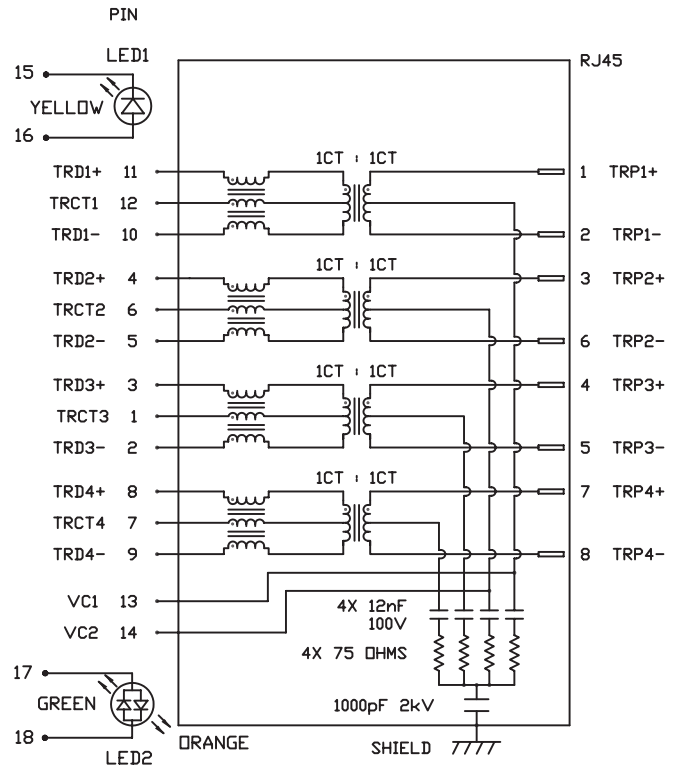 PIN
LED1
RJ45
15
YELLOW
16
1CT : 1CT
TRD1+ 11 1 TRP1+
TRCT1 12
TRD1- 10 2 TRP1-
1CT : 1CT
TRD2+ 4 3 TRP2+
TRCT2 6
TRD2- 5 6 TRP2-
1CT : 1CT
TRD3+ 3 4 TRP3+
TRCT3 1
TRD3- 2 5 TRP3-
1CT : 1CT
TRD4+ 8 7 TRP4+
TRCT4 7
TRD4- 9 8 TRP4-
VC1 13
4X 12nF
100V
VC2 14
4X 75 OHMS
17
GREEN
1000pF 2kV
18
ORANGE
SHIELD
LED2